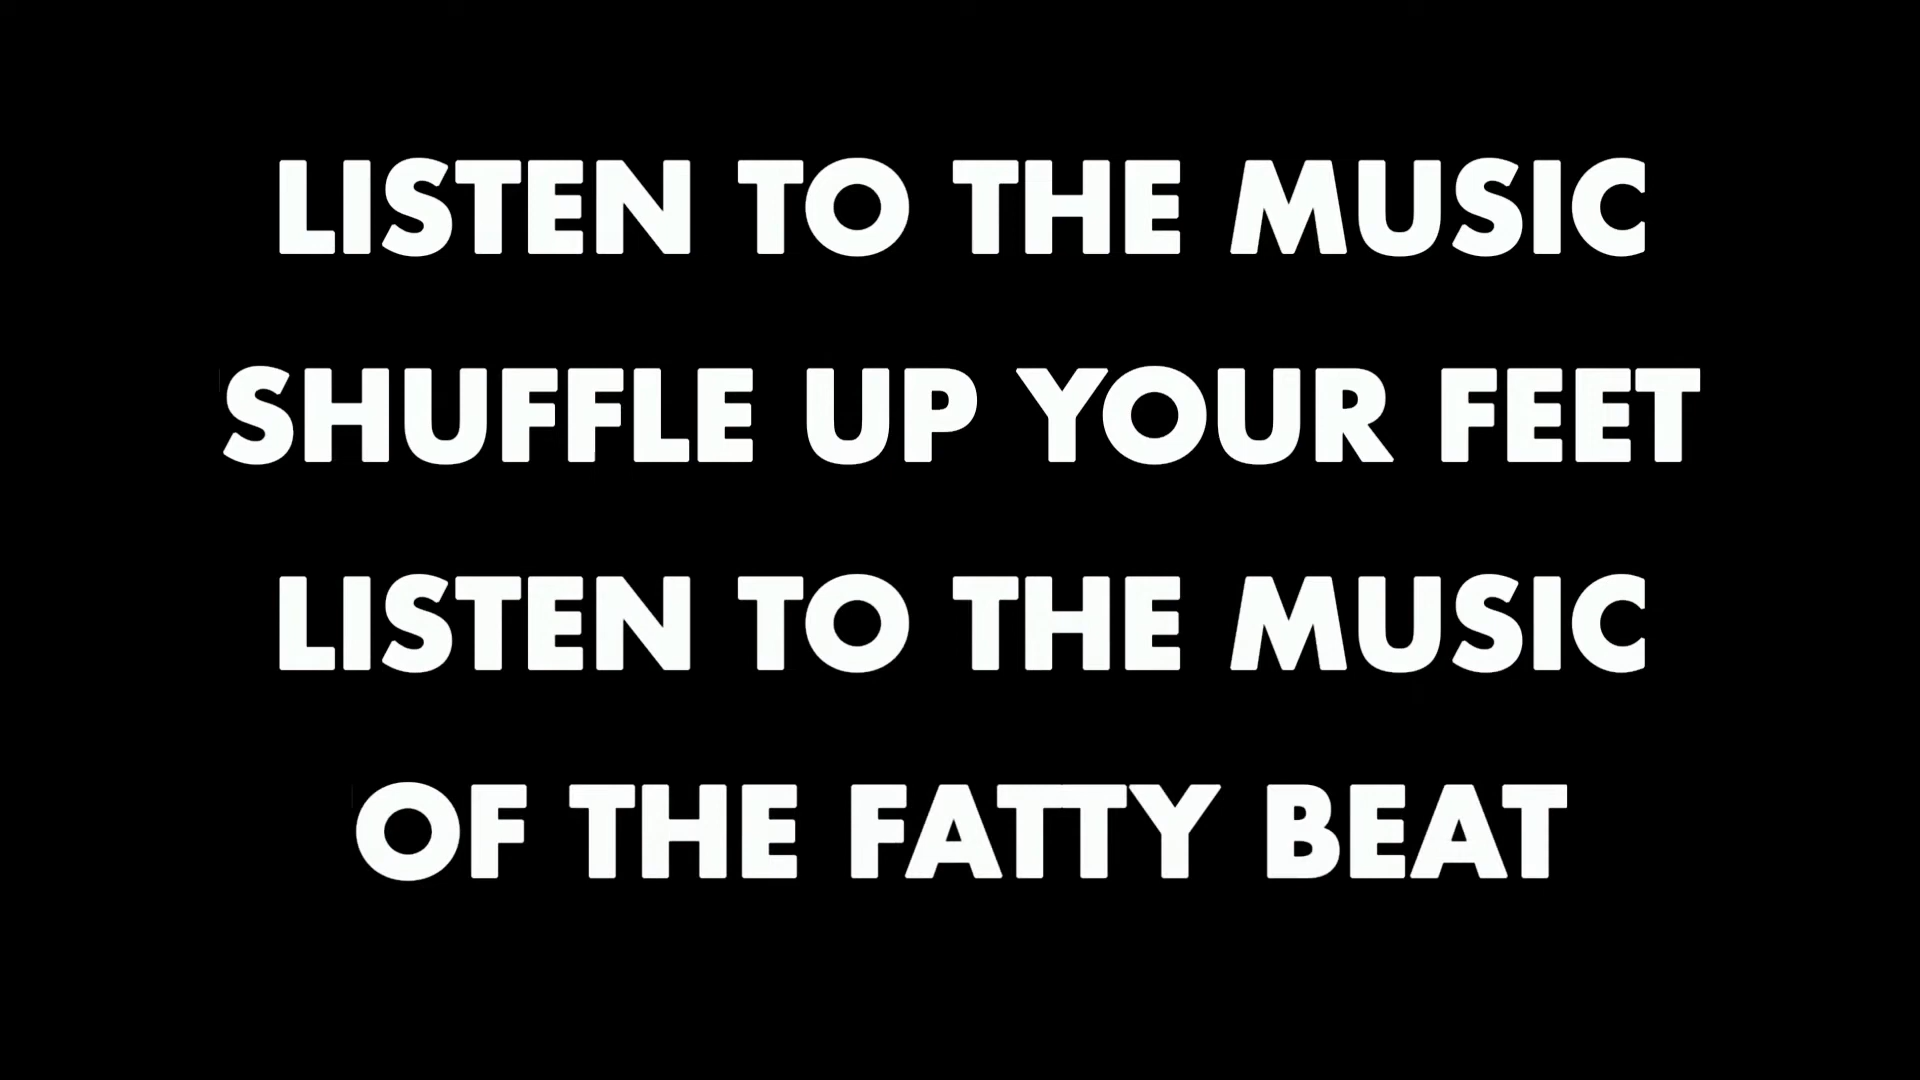 LISTEN TO THE MUSIC
SHUFFLE UP YOUR FEET
LISTEN TO THE MUSIC
OF THE FATTY BEAT